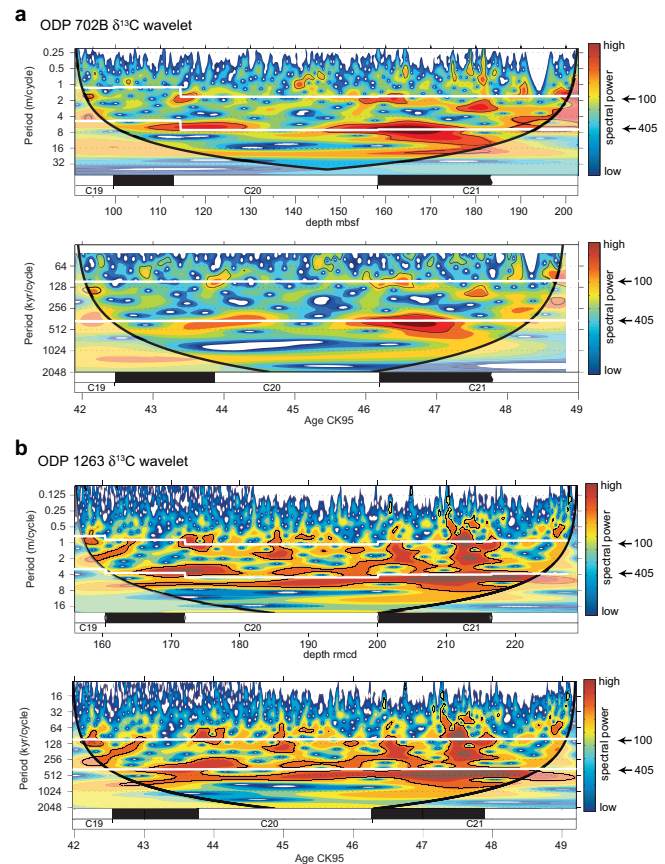 a
ODP 702B δ¹³C wavelet
Period (m/cycle)
0.25
0.5
1
2
4
8
16
32
C19
C20
C21
100
110
120
130
140
150
160
170
180
190
200
depth mbsf
high
spectral power
low
100
405
Period (kyr/cycle)
64
128
256
512
1024
2048
C19
C20
C21
42
43
44
45
46
47
48
49
Age CK95
high
spectral power
low
100
405
b
ODP 1263 δ¹³C wavelet
Period (m/cycle)
0.125
0.25
0.5
1
2
4
8
16
C19
C20
C21
160
170
180
190
200
210
220
depth rmcd
high
spectral power
low
100
405
Period (kyr/cycle)
16
32
64
128
256
512
1024
2048
C19
C20
C21
42
43
44
45
46
47
48
49
Age CK95
high
spectral power
low
100
405